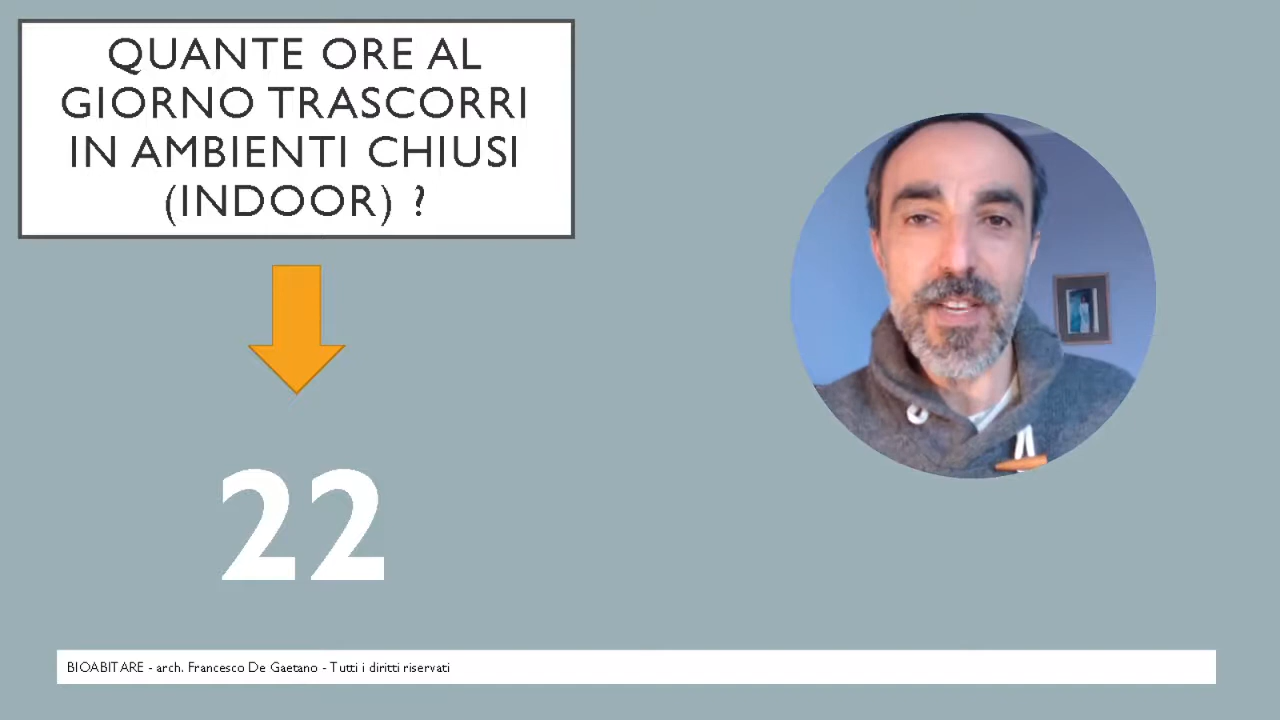 QUANTE ORE AL
GIORNO TRASCORRI
IN AMBIENTI CHIUSI
(INDOOR) ?
22
BIOABITARE - arch. Francesco De Gaetano - Tutti i diritti riservati